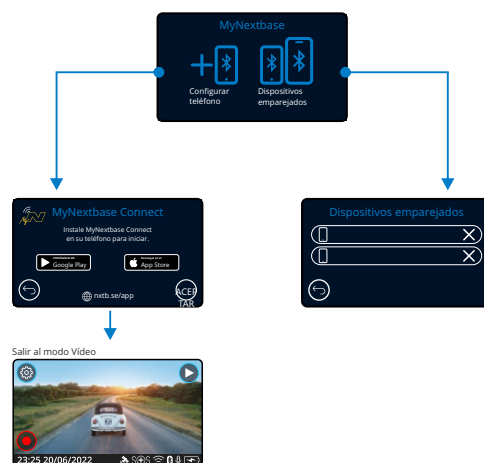 MyNextbase
Configurar
teléfono
Dispositivos
emparejados
MyNextbase Connect
Instale MyNextbase Connect
en su teléfono para iniciar.
Google Play
App Store
nxtb.se/app
ACEP
TAR
Dispositivos emparejados
Salir al modo Vídeo
23:25 20/06/2022
SOS